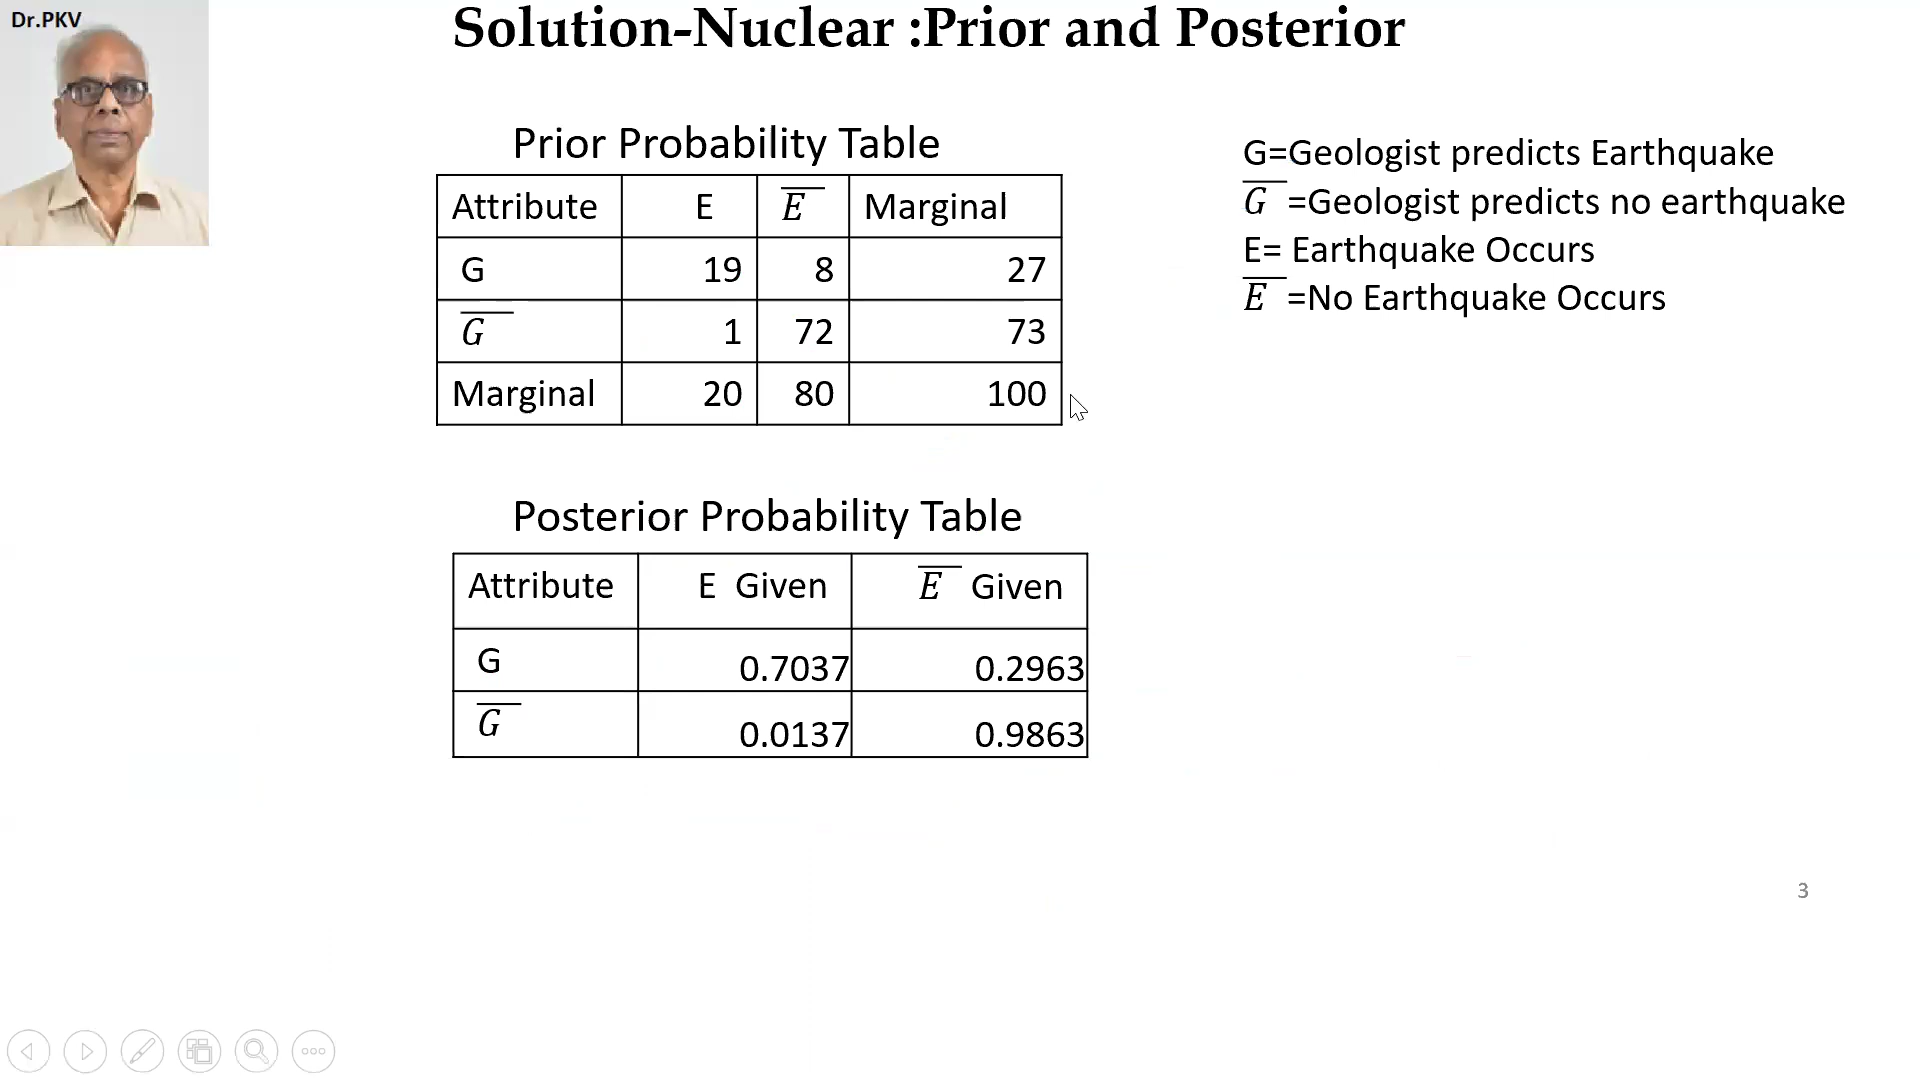 Dr.PKV
Solution-Nuclear :Prior and Posterior
Prior Probability Table
Attribute E E̅ Marginal
G 19 8 27
G̅ 1 72 73
Marginal 20 80 100
G=Geologist predicts Earthquake
G̅ =Geologist predicts no earthquake
E= Earthquake Occurs
E̅ =No Earthquake Occurs
Posterior Probability Table
Attribute E Given E̅ Given
G 0.7037 0.2963
G̅ 0.0137 0.9863
3